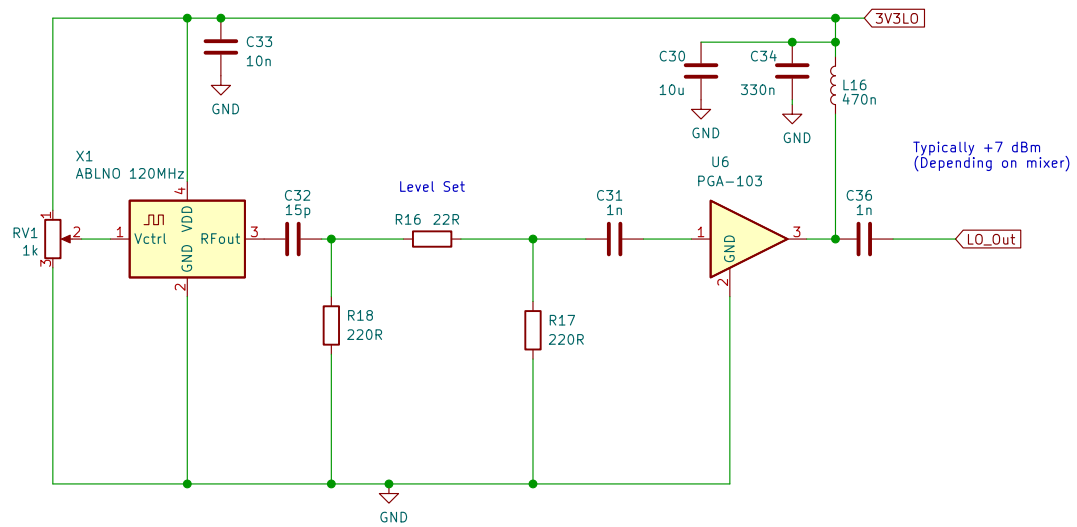 3V3LO
C33
10n
GND
C30
10u
GND
C34
330n
GND
L16
470n
Typically +7 dBm
(Depending on mixer)
X1
ABLNO 120MHz
4
VDD
1
Vctrl
RFout
3
GND
2
RV1
1k
1
2
3
C32
15p
Level Set
R16 22R
R18
220R
R17
220R
C31
1n
U6
PGA-103
1
GND
2
3
C36
1n
LO_Out
GND